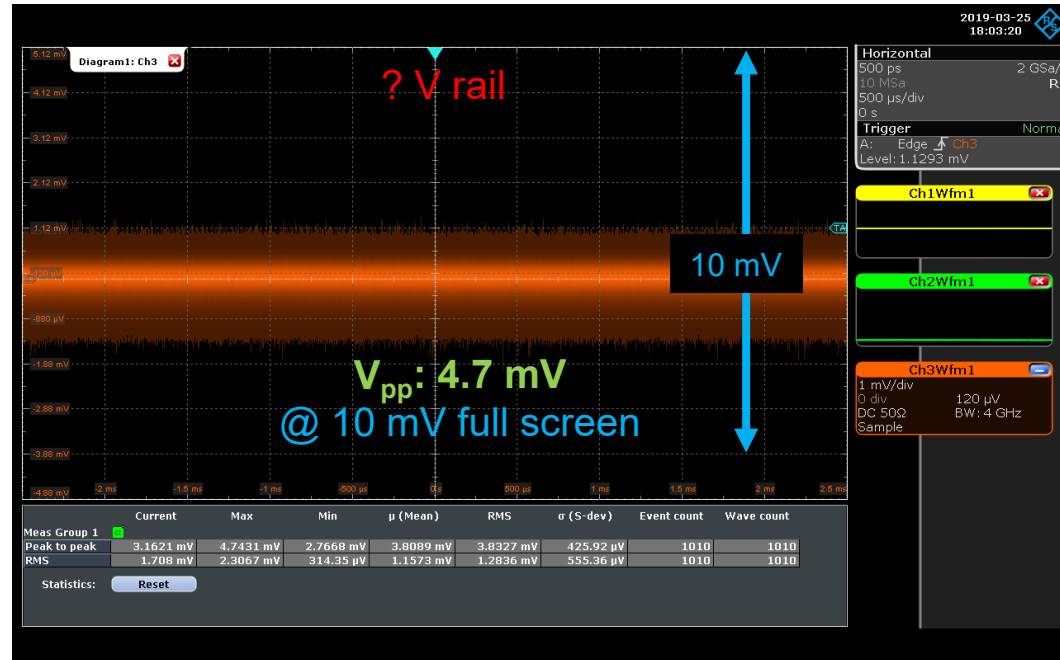 2019-03-25
18:03:20
5.12 mV
Diagram1: Ch3
? V rail
4.12 mV
3.12 mV
2.12 mV
1.12 mV
TA
10 mV
-880 µV
-1.88 mV
Vpp: 4.7 mV
-2.88 mV
@ 10 mV full screen
-3.88 mV
-4.88 mV
-2 ms -1.5 ms -1 ms -500 µs 0 s 500 µs 1 ms 1.5 ms 2 ms 2.5 ms
Horizontal
500 ps 2 GSa/
10 MSa R
500 µs/div
0 s
Trigger Norma
A: Edge Ch3
Level: 1.1293 mV
Ch1Wfm1
Ch2Wfm1
Ch3Wfm1
1 mV/div
0 div 120 µV
DC 50Ω BW: 4 GHz
Sample
Current Max Min µ (Mean) RMS σ (S-dev) Event count Wave count
Meas Group 1
Peak to peak 3.1621 mV 4.7431 mV 2.7668 mV 3.8089 mV 3.8327 mV 425.92 µV 1010 1010
RMS 1.708 mV 2.3067 mV 314.35 µV 1.1573 mV 1.2836 mV 555.36 µV 1010 1010
Statistics: Reset